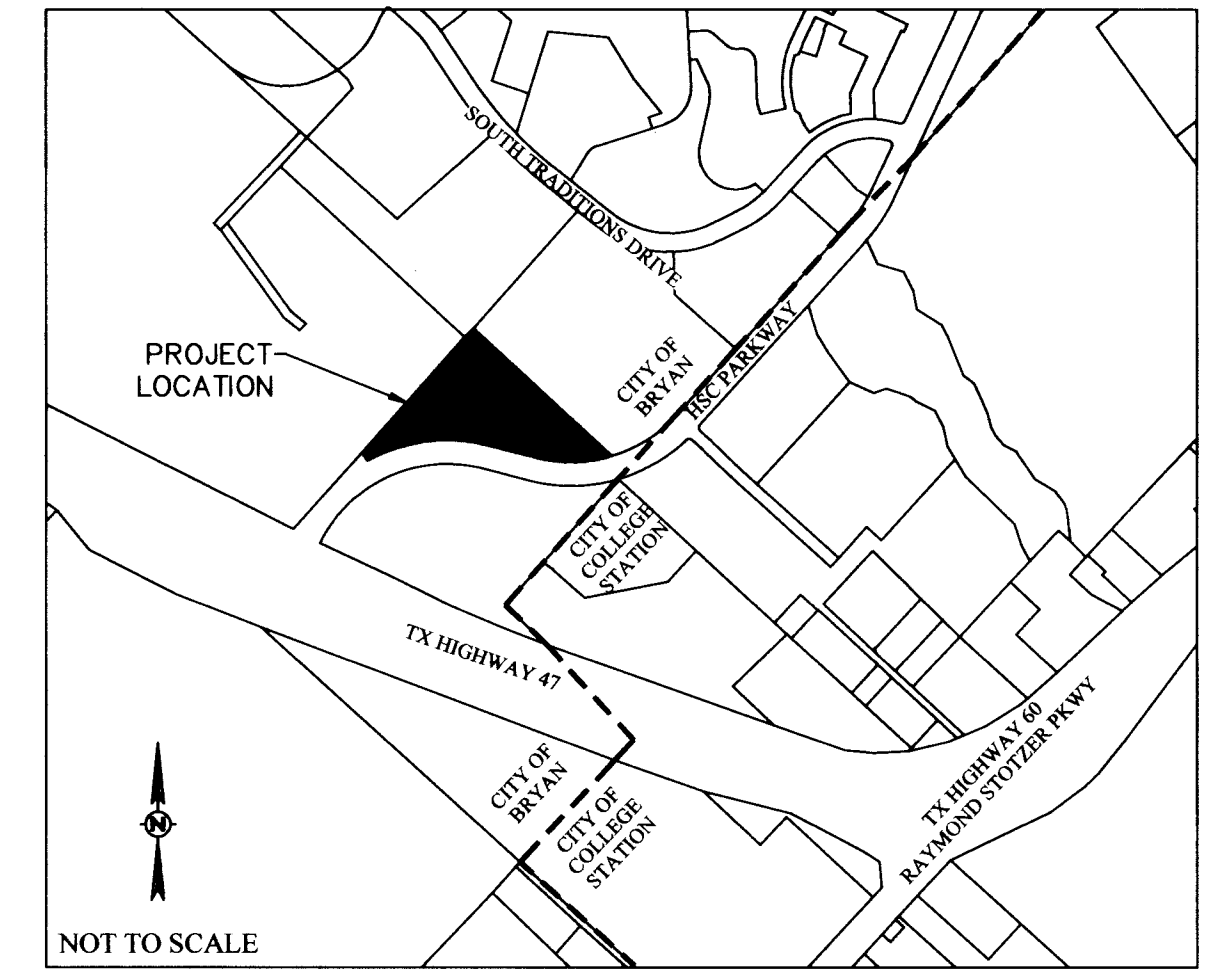 SOUTH TRADITIONS DRIVE
PROJECT
LOCATION
CITY OF
BRYAN
HSC PARKWAY
CITY OF
COLLEGE
STATION
TX HIGHWAY 47
TX HIGHWAY 60
RAYMOND STOTZER PKWY
CITY OF
BRYAN
CITY OF
COLLEGE
STATION
N
NOT TO SCALE